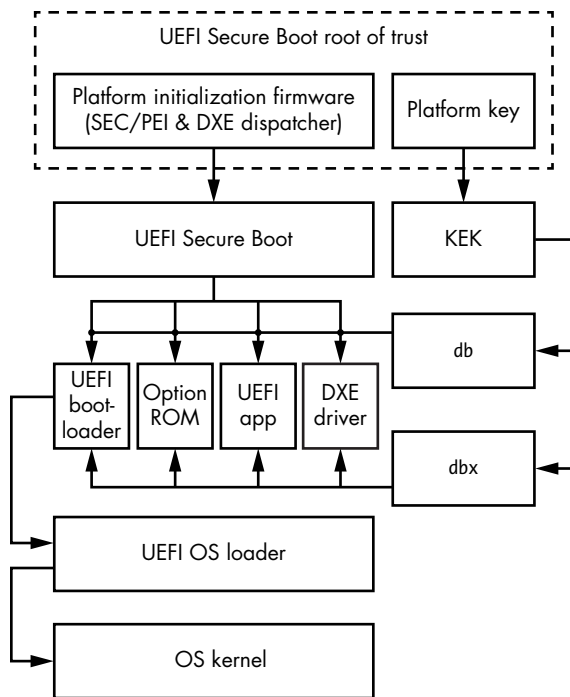 UEFI Secure Boot root of trust
Platform initialization firmware
(SEC/PEI & DXE dispatcher)
Platform key
UEFI Secure Boot
KEK
db
UEFI
boot-
loader
Option
ROM
UEFI
app
DXE
driver
dbx
UEFI OS loader
OS kernel